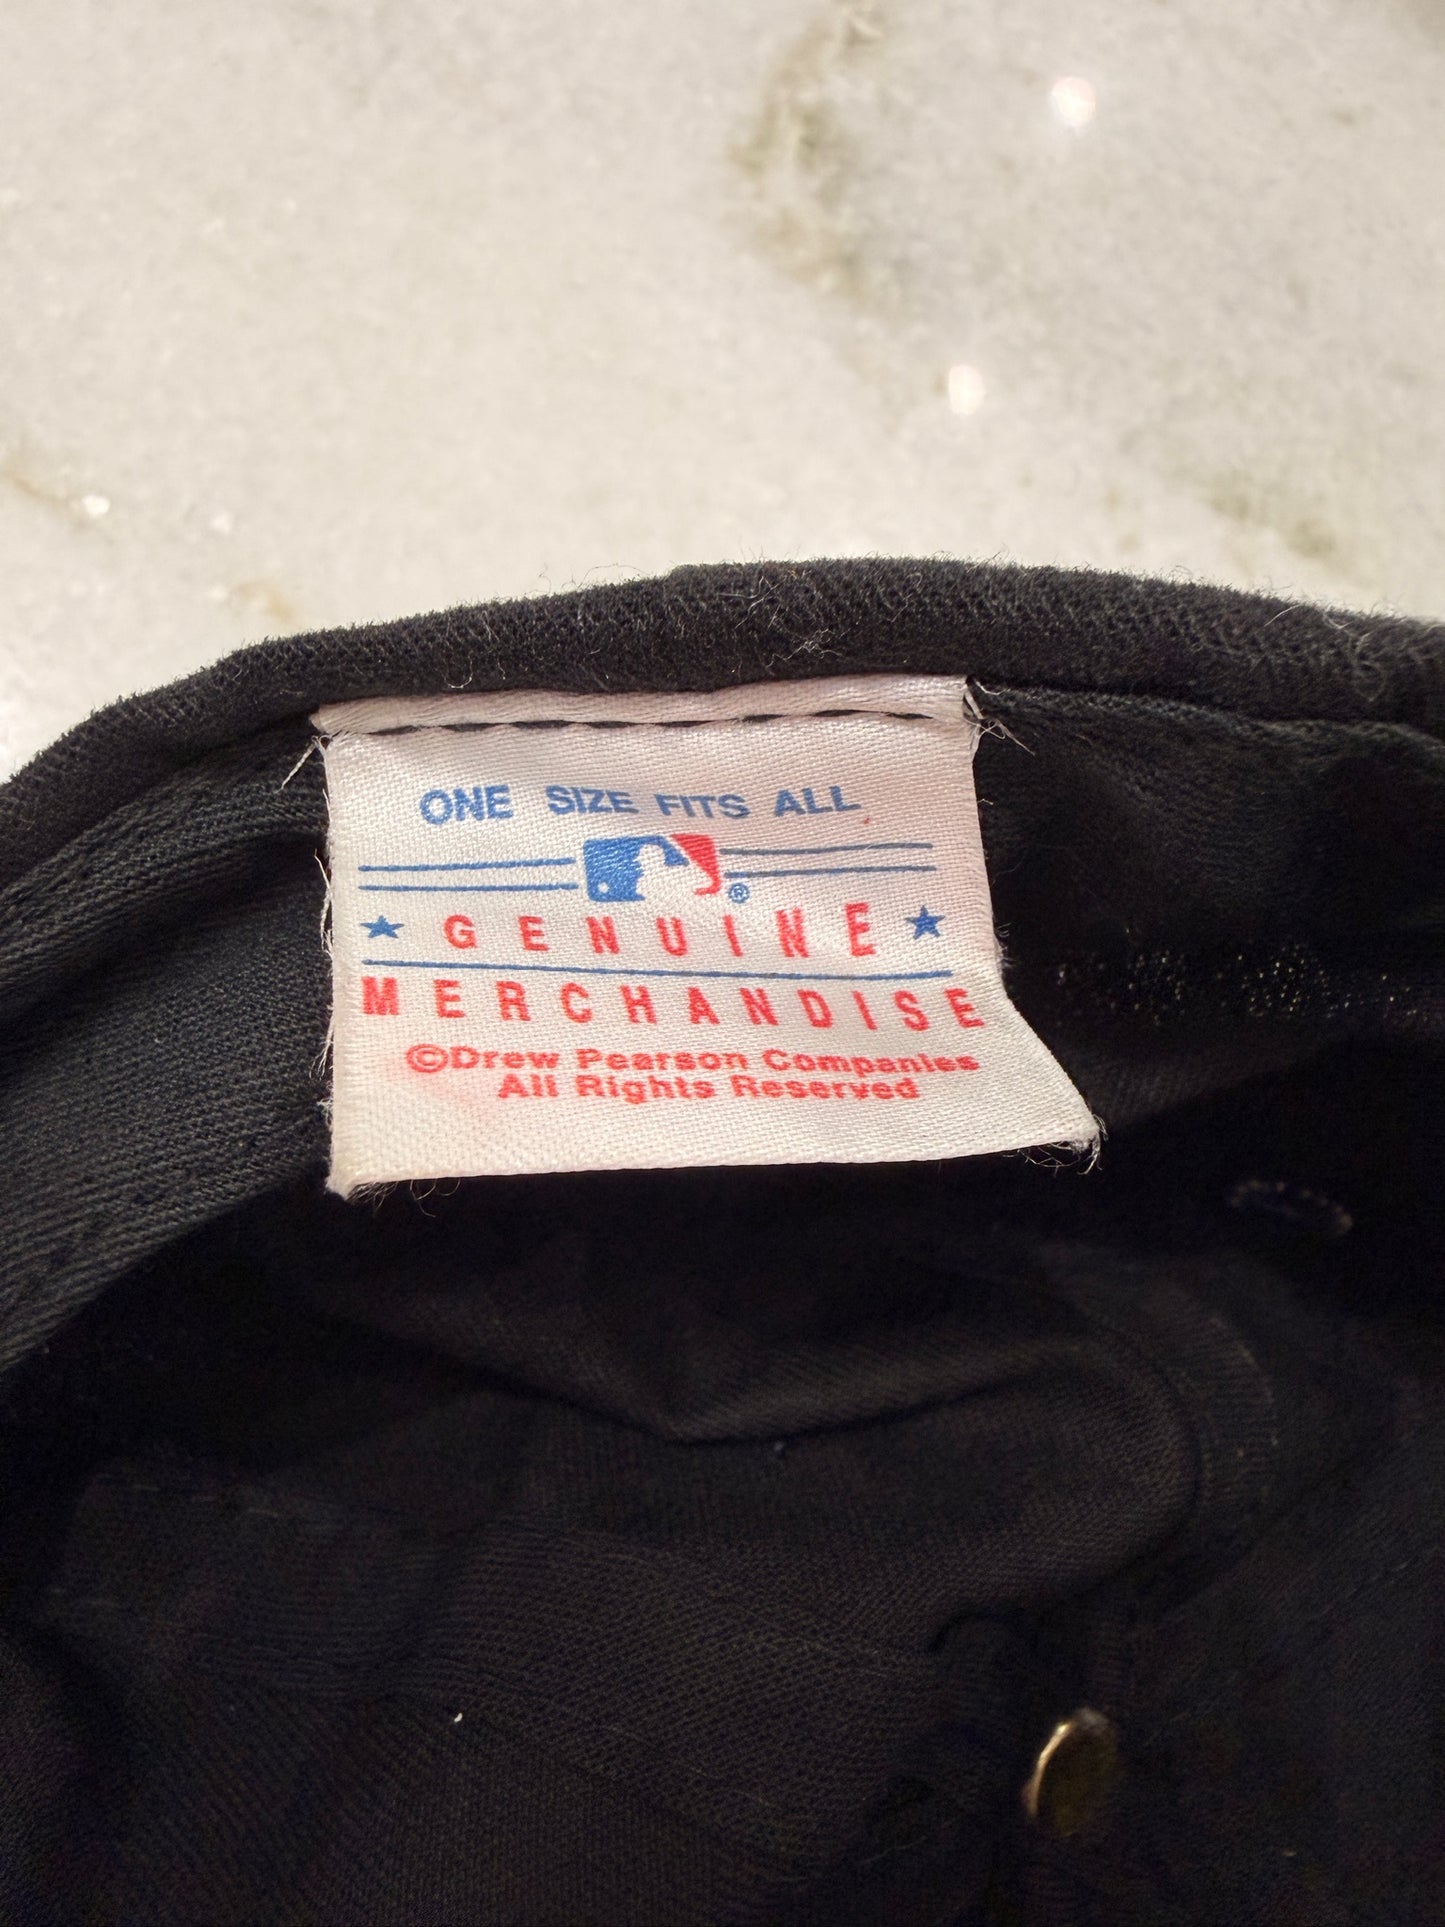 ONE SIZE FITS ALL
®
★ GENUINE ★
MERCHANDISE
©Drew Pearson Companies
All Rights Reserved